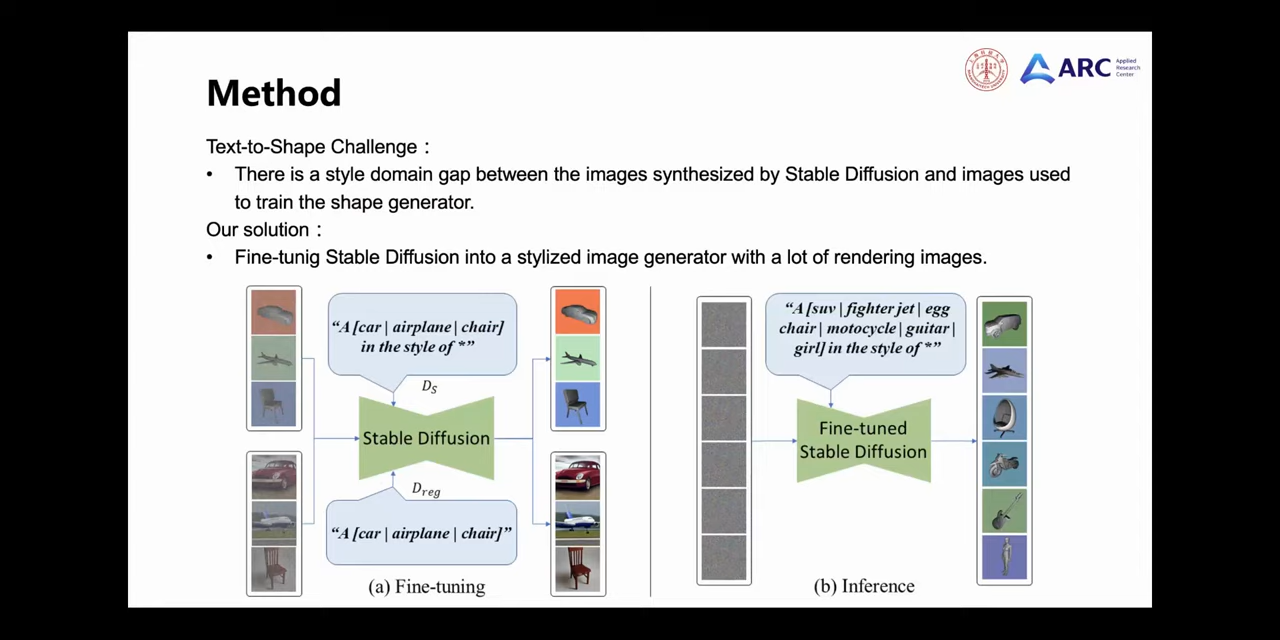 ARC Applied
Research
Center
Method
Text-to-Shape Challenge：
• There is a style domain gap between the images synthesized by Stable Diffusion and images used
to train the shape generator.
Our solution：
• Fine-tunig Stable Diffusion into a stylized image generator with a lot of rendering images.
“A [car | airplane | chair]
in the style of *”
D_S
Stable Diffusion
D_reg
“A [car | airplane | chair]”
(a) Fine-tuning
“A [suv | fighter jet | egg
chair | motocycle | guitar |
girl] in the style of *”
Fine-tuned
Stable Diffusion
(b) Inference